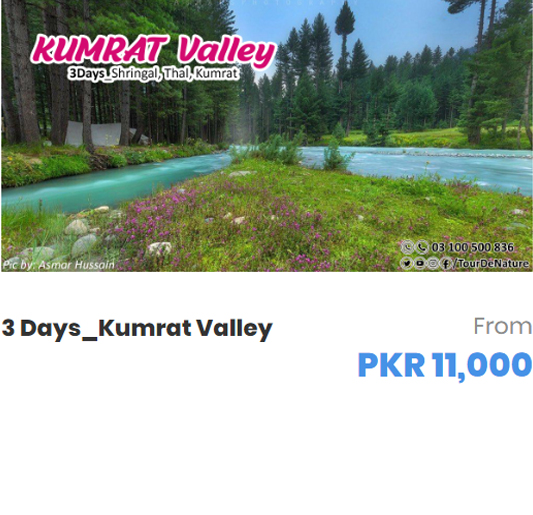 KUMRAT Valley
3Days_Shringal, Thal, Kumrat
03 100 500 836
/TourDeNature
Pic by: Asmar Hussain
3 Days_Kumrat Valley
From
PKR 11,000